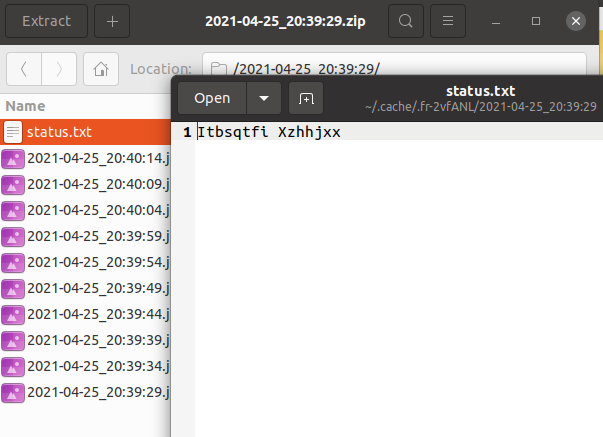 Extract
2021-04-25_20:39:29.zip
Location:
/2021-04-25_20:39:29/
Name
status.txt
2021-04-25_20:40:14.j
2021-04-25_20:40:09.j
2021-04-25_20:40:04.j
2021-04-25_20:39:59.j
2021-04-25_20:39:54.j
2021-04-25_20:39:49.j
2021-04-25_20:39:44.j
2021-04-25_20:39:39.j
2021-04-25_20:39:34.j
2021-04-25_20:39:29.j
Open
status.txt
~/.cache/.fr-2vfANL/2021-04-25_20:39:29
1 Itbsqtfi Xzhhjxx